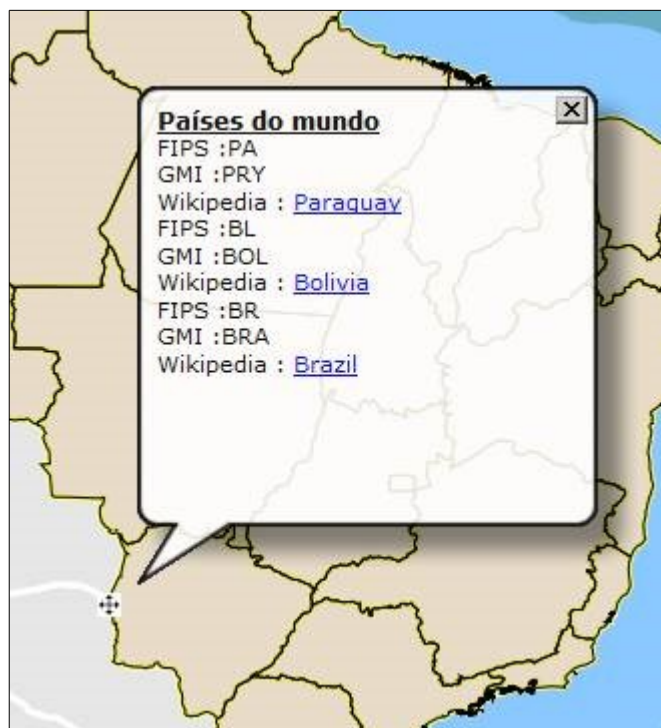 Países do mundo
FIPS :PA
GMI :PRY
Wikipedia : Paraguay
FIPS :BL
GMI :BOL
Wikipedia : Bolivia
FIPS :BR
GMI :BRA
Wikipedia : Brazil